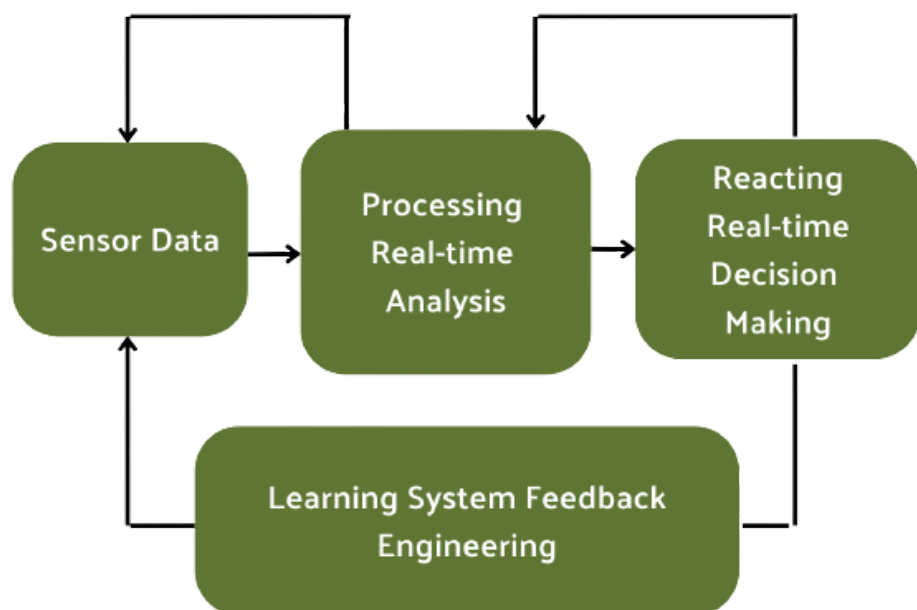 Sensor Data
Processing
Real-time
Analysis
Reacting
Real-time
Decision
Making
Learning System Feedback
Engineering